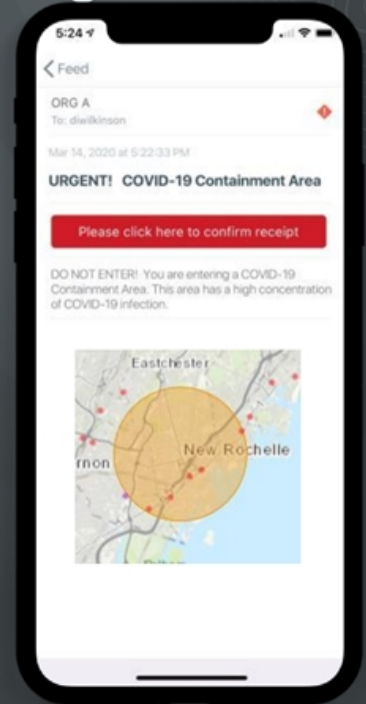 5:24
Feed
ORG A
To: diwilkinson
Mar 14, 2020 at 5:22:33 PM
URGENT! COVID-19 Containment Area
Please click here to confirm receipt
DO NOT ENTER! You are entering a COVID-19
Containment Area. This area has a high concentration
of COVID-19 infection.
Eastchester
New Rochelle
rnon